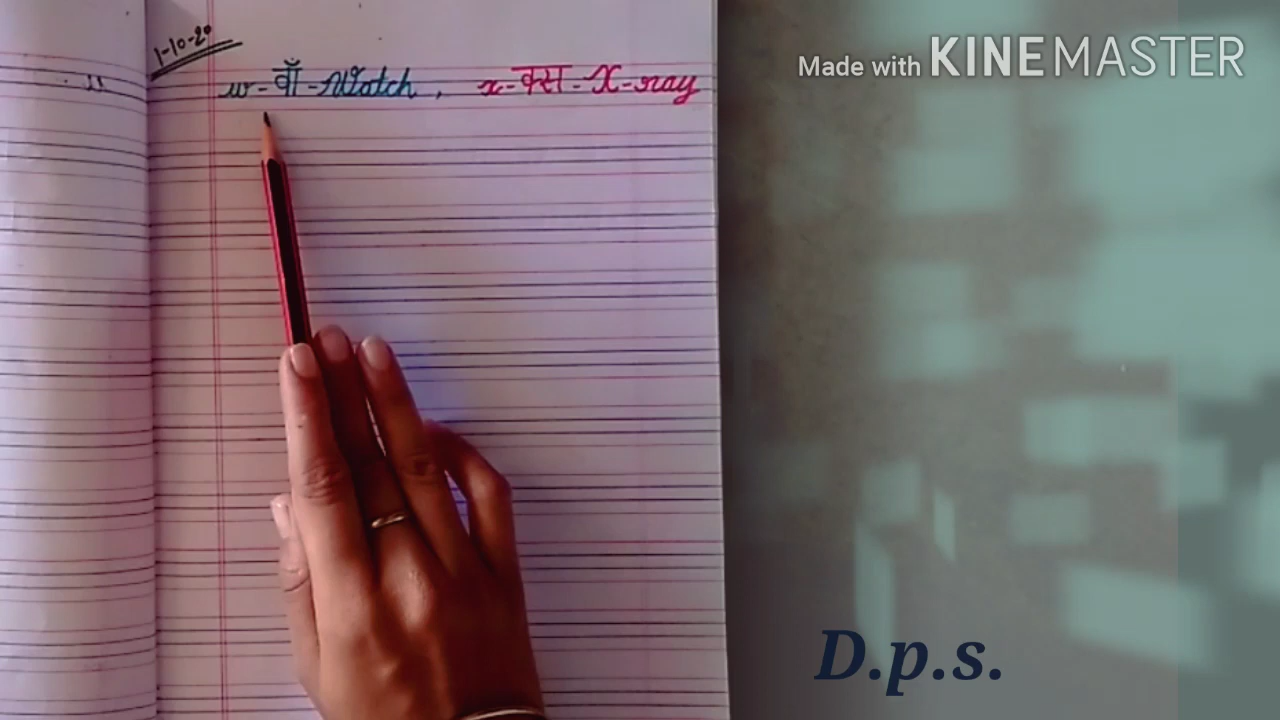 1-10-20
w-वॉ-Watch, x-क्स-X-ray
Made with KINEMASTER
D.p.s.